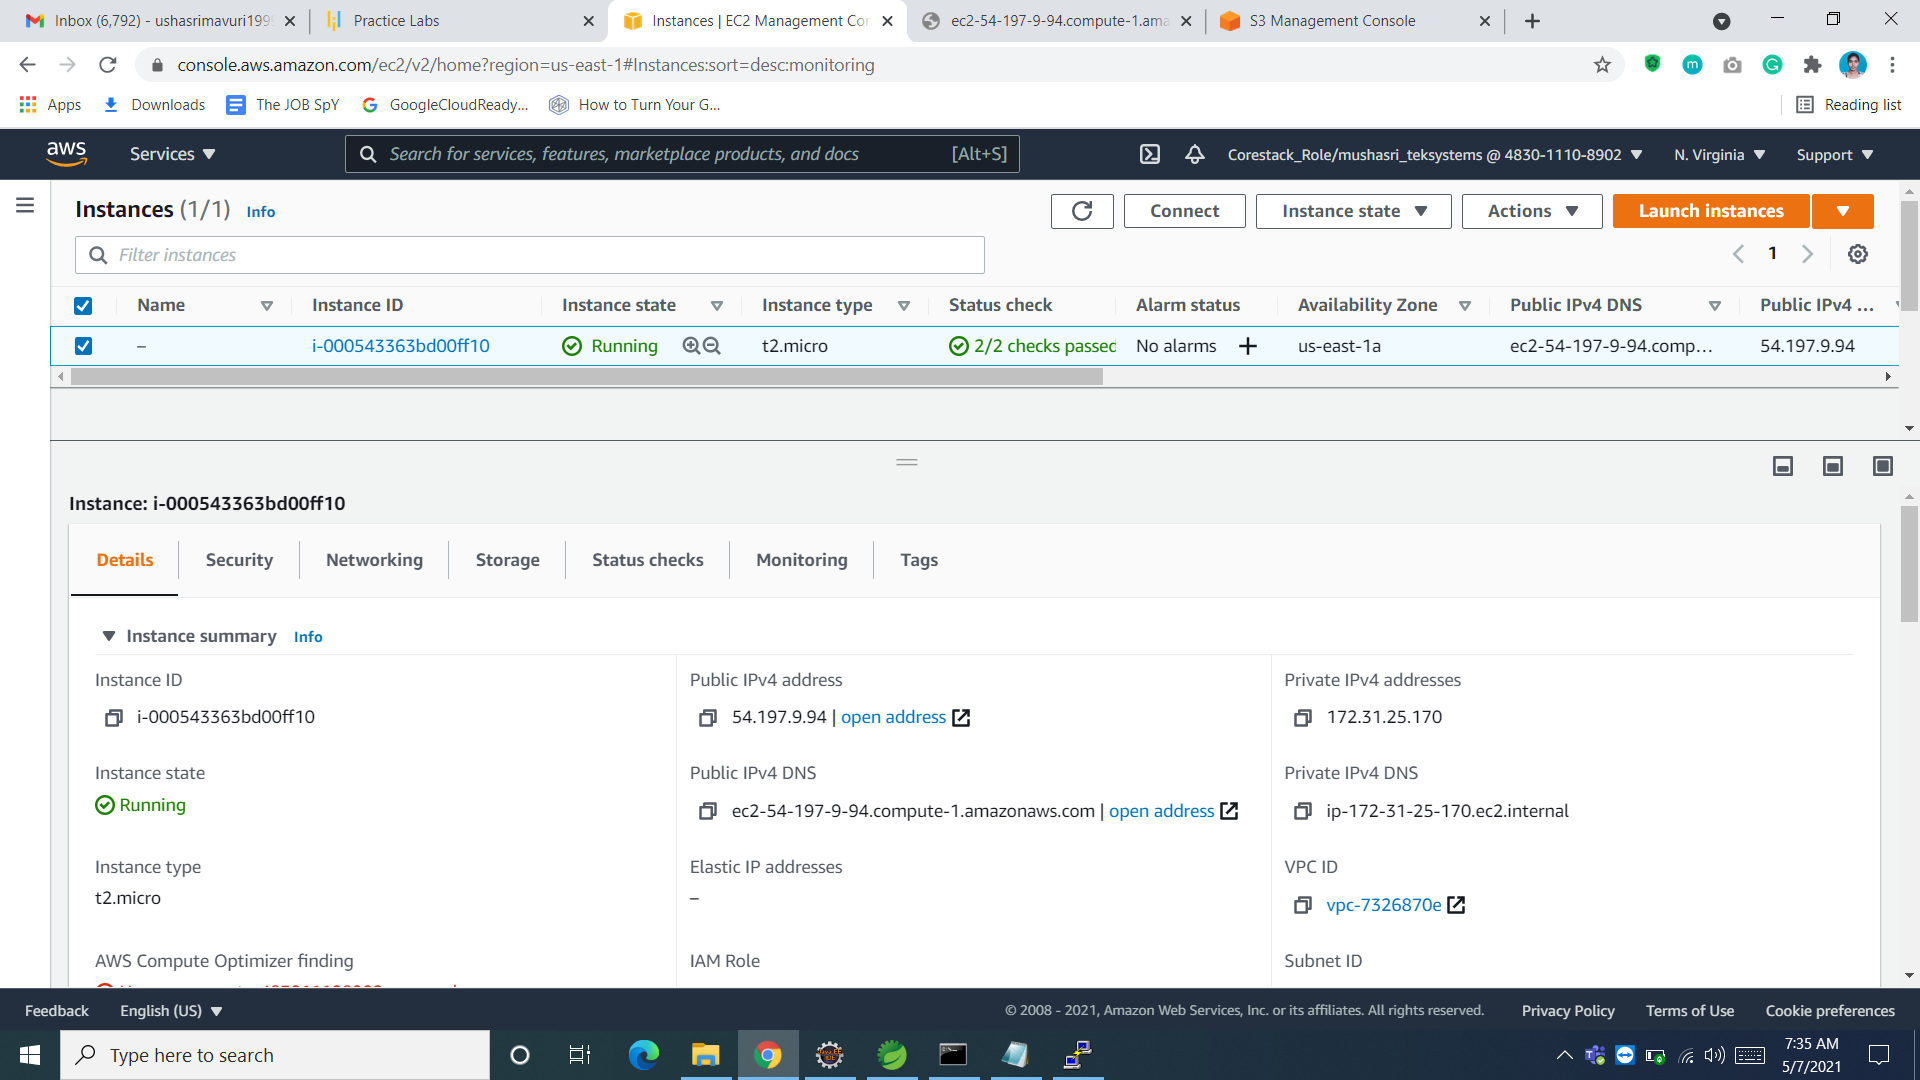 Inbox (6,792) - ushasrimavuri199
Practice Labs
Instances | EC2 Management Con
ec2-54-197-9-94.compute-1.ama
S3 Management Console
console.aws.amazon.com/ec2/v2/home?region=us-east-1#Instances:sort=desc:monitoring
Apps
Downloads
The JOB SpY
GoogleCloudReady...
How to Turn Your G...
Reading list
aws
Services
Search for services, features, marketplace products, and docs
[Alt+S]
Corestack_Role/mushasri_teksystems @ 4830-1110-8902
N. Virginia
Support
Instances (1/1) Info
Connect
Instance state
Actions
Launch instances
Filter instances
1
Name
Instance ID
Instance state
Instance type
Status check
Alarm status
Availability Zone
Public IPv4 DNS
Public IPv4 ...
–
i-000543363bd00ff10
Running
t2.micro
2/2 checks passed
No alarms
us-east-1a
ec2-54-197-9-94.comp...
54.197.9.94
Instance: i-000543363bd00ff10
Details
Security
Networking
Storage
Status checks
Monitoring
Tags
Instance summary Info
Instance ID
i-000543363bd00ff10
Public IPv4 address
54.197.9.94 | open address
Private IPv4 addresses
172.31.25.170
Instance state
Running
Public IPv4 DNS
ec2-54-197-9-94.compute-1.amazonaws.com | open address
Private IPv4 DNS
ip-172-31-25-170.ec2.internal
Instance type
t2.micro
Elastic IP addresses
–
VPC ID
vpc-7326870e
AWS Compute Optimizer finding
IAM Role
Subnet ID
Feedback
English (US)
© 2008 - 2021, Amazon Web Services, Inc. or its affiliates. All rights reserved.
Privacy Policy
Terms of Use
Cookie preferences
Type here to search
7:35 AM
5/7/2021